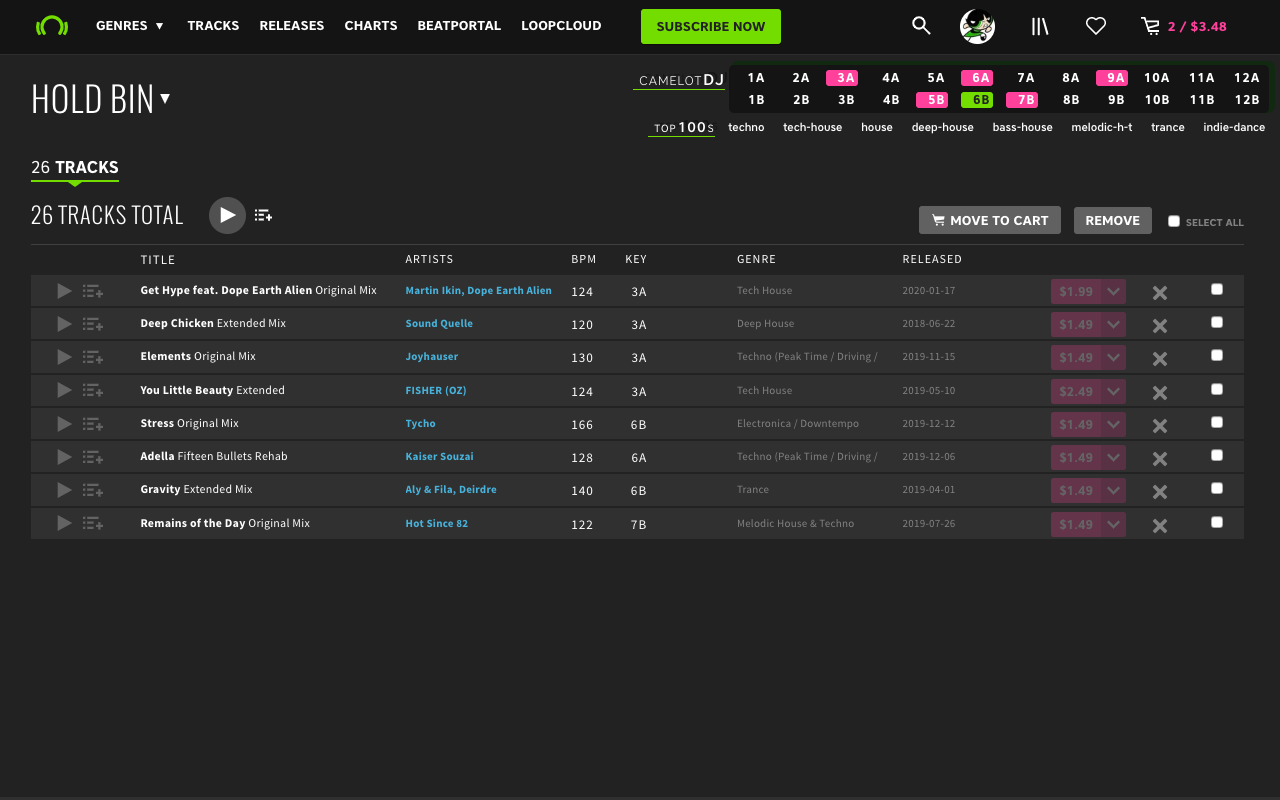 GENRES ▼ TRACKS RELEASES CHARTS BEATPORTAL LOOPCLOUD SUBSCRIBE NOW 2 / $3.48
HOLD BIN ▾
CAMELOTDJ 1A 2A 3A 4A 5A 6A 7A 8A 9A 10A 11A 12A
1B 2B 3B 4B 5B 6B 7B 8B 9B 10B 11B 12B
TOP 100S techno tech-house house deep-house bass-house melodic-h-t trance indie-dance
26 TRACKS
26 TRACKS TOTAL MOVE TO CART REMOVE SELECT ALL
TITLE ARTISTS BPM KEY GENRE RELEASED
Get Hype feat. Dope Earth Alien Original Mix Martin Ikin, Dope Earth Alien 124 3A Tech House 2020-01-17 $1.99
Deep Chicken Extended Mix Sound Quelle 120 3A Deep House 2018-06-22 $1.49
Elements Original Mix Joyhauser 130 3A Techno (Peak Time / Driving / 2019-11-15 $1.49
You Little Beauty Extended FISHER (OZ) 124 3A Tech House 2019-05-10 $2.49
Stress Original Mix Tycho 166 6B Electronica / Downtempo 2019-12-12 $1.49
Adella Fifteen Bullets Rehab Kaiser Souzai 128 6A Techno (Peak Time / Driving / 2019-12-06 $1.49
Gravity Extended Mix Aly & Fila, Deirdre 140 6B Trance 2019-04-01 $1.49
Remains of the Day Original Mix Hot Since 82 122 7B Melodic House & Techno 2019-07-26 $1.49